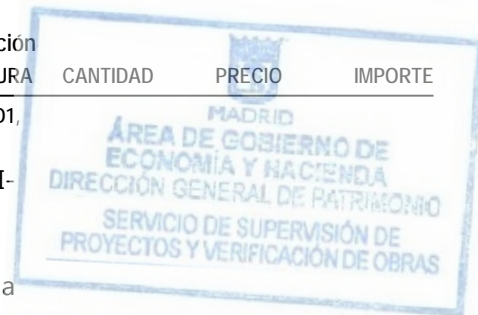 ción
URA CANTIDAD PRECIO IMPORTE
01,
I-
a
MADRID
ÁREA DE GOBIERNO DE
ECONOMÍA Y HACIENDA
DIRECCIÓN GENERAL DE PATRIMONIO
SERVICIO DE SUPERVISIÓN DE
PROYECTOS Y VERIFICACIÓN DE OBRAS